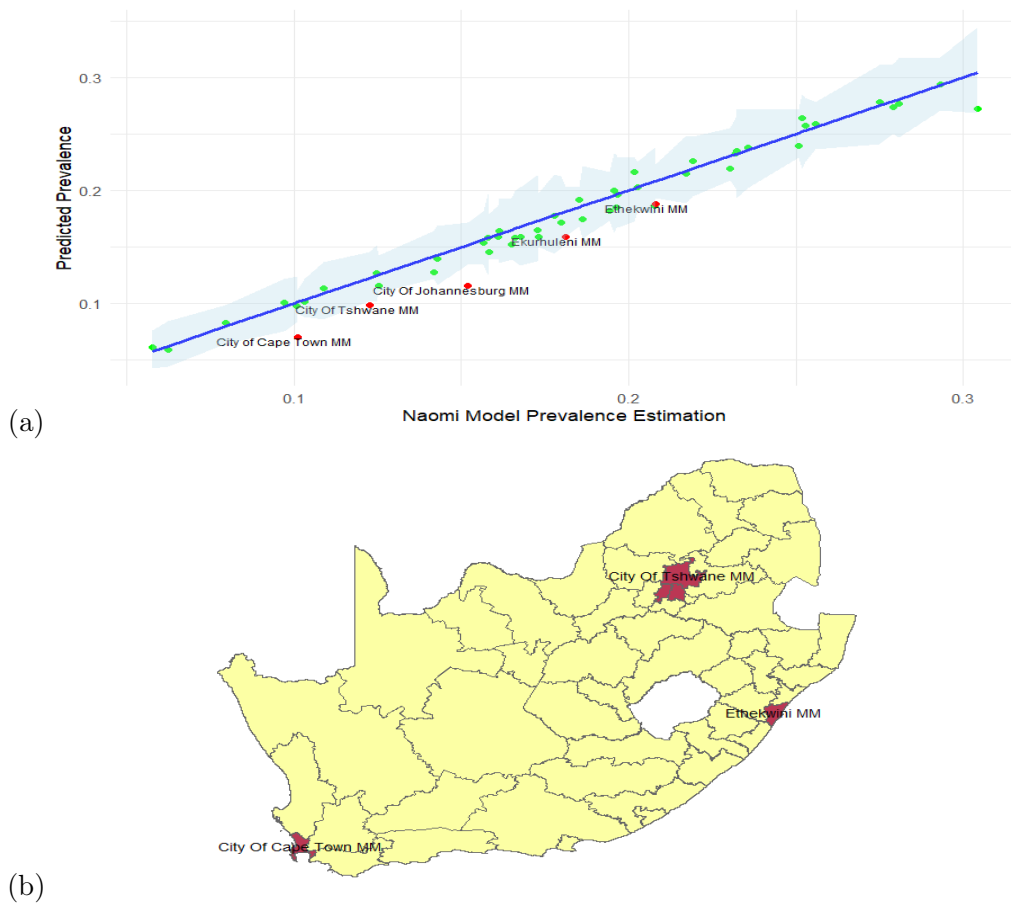 0.3
0.2
0.1
Predicted Prevalence
Ethekwini MM
Ekurhuleni MM
City Of Johannesburg MM
City Of Tshwane MM
City of Cape Town MM
0.1 0.2 0.3
Naomi Model Prevalence Estimation
(a)
City Of Tshwane MM
Ethekwini MM
City Of Cape Town MM
(b)